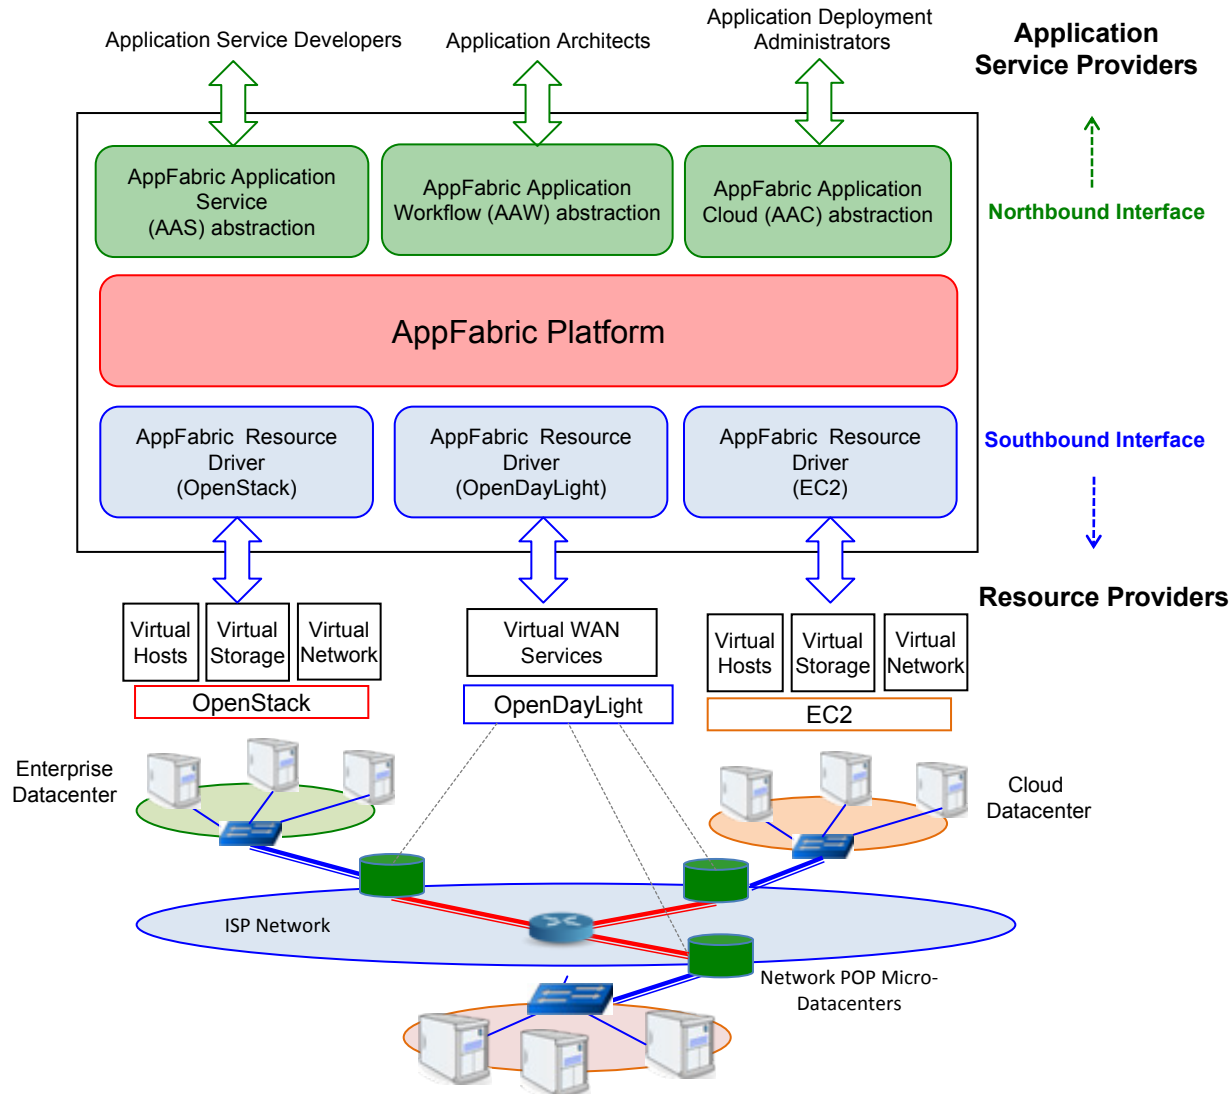 Application Service Developers
Application Architects
Application Deployment
Administrators
Application
Service Providers
AppFabric Application
Service
(AAS) abstraction
AppFabric Application
Workflow (AAW) abstraction
AppFabric Application
Cloud (AAC) abstraction
Northbound Interface
AppFabric Platform
AppFabric Resource
Driver
(OpenStack)
AppFabric Resource
Driver
(OpenDayLight)
AppFabric Resource
Driver
(EC2)
Southbound Interface
Resource Providers
Virtual
Hosts
Virtual
Storage
Virtual
Network
OpenStack
Virtual WAN
Services
OpenDayLight
Virtual
Hosts
Virtual
Storage
Virtual
Network
EC2
Enterprise
Datacenter
Cloud
Datacenter
ISP Network
Network POP Micro-
Datacenters